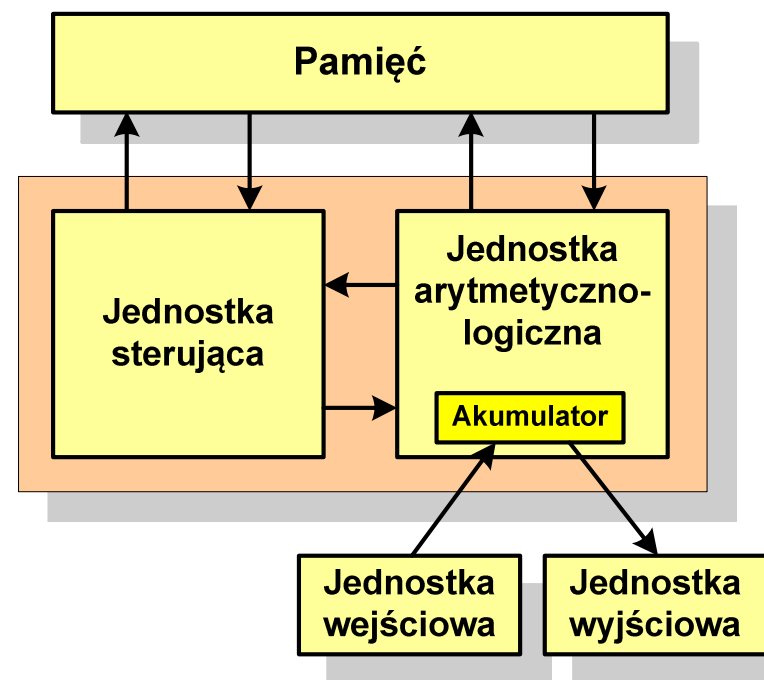 Pamięć
Jednostka
sterująca
Jednostka
arytmetyczno-
logiczna
Akumulator
Jednostka
wejściowa
Jednostka
wyjściowa